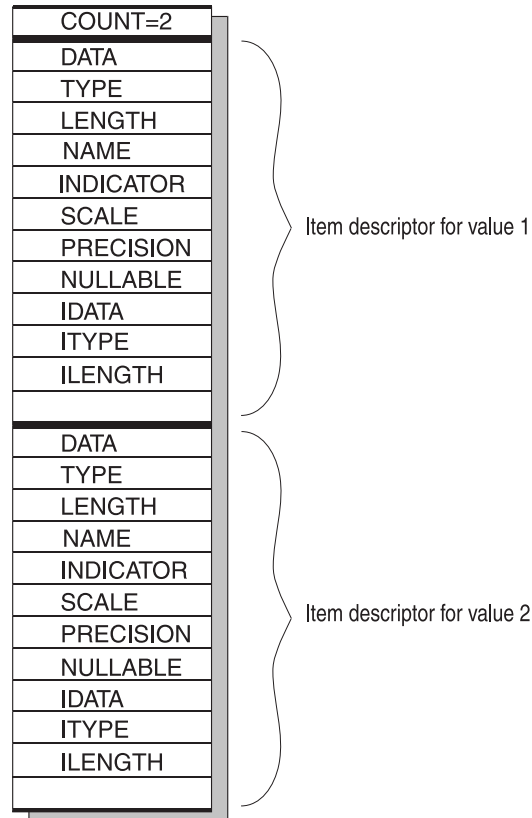 COUNT=2
DATA
TYPE
LENGTH
NAME
INDICATOR
SCALE
PRECISION
NULLABLE
IDATA
ITYPE
ILENGTH
Item descriptor for value 1
DATA
TYPE
LENGTH
NAME
INDICATOR
SCALE
PRECISION
NULLABLE
IDATA
ITYPE
ILENGTH
Item descriptor for value 2